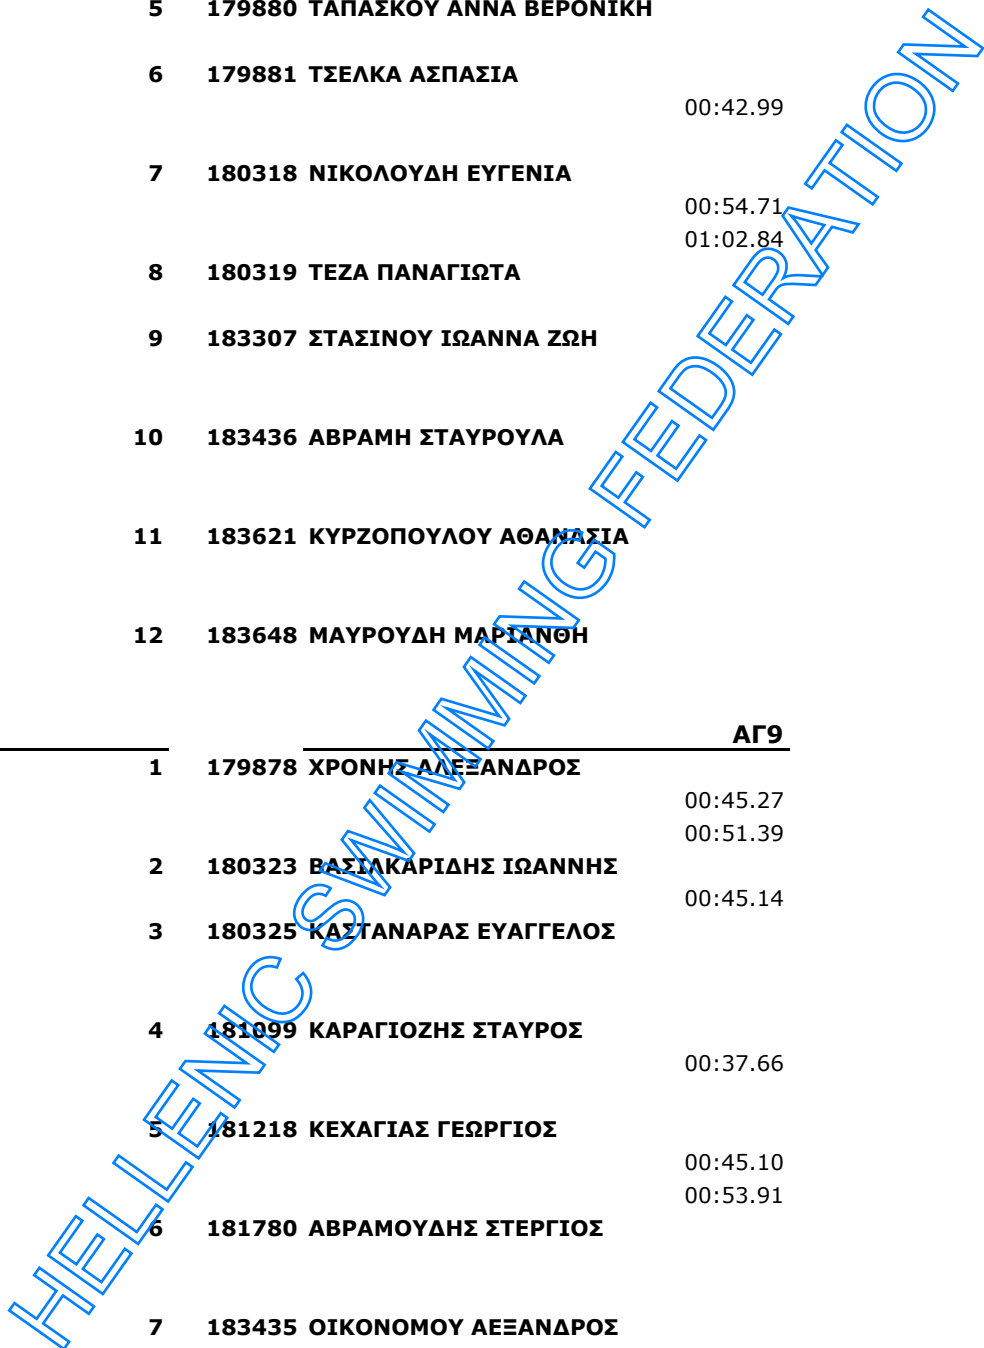 5 179880 ΤΑΠΑΣΚΟΥ ΑΝΝΑ ΒΕΡΟΝΙΚΗ
6 179881 ΤΣΕΛΚΑ ΑΣΠΑΣΙΑ
00:42.99
7 180318 ΝΙΚΟΛΟΥΔΗ ΕΥΓΕΝΙΑ
00:54.71
01:02.84
8 180319 ΤΕΖΑ ΠΑΝΑΓΙΩΤΑ
9 183307 ΣΤΑΣΙΝΟΥ ΙΩΑΝΝΑ ΖΩΗ
10 183436 ΑΒΡΑΜΗ ΣΤΑΥΡΟΥΛΑ
11 183621 ΚΥΡΖΟΠΟΥΛΟΥ ΑΘΑΝΑΣΙΑ
12 183648 ΜΑΥΡΟΥΔΗ ΜΑΡΙΑΝΘΗ
ΑΓ9
1 179878 ΧΡΟΝΗΣ ΑΛΕΞΑΝΔΡΟΣ
00:45.27
00:51.39
2 180323 ΒΑΣΙΛΚΑΡΙΔΗΣ ΙΩΑΝΝΗΣ
00:45.14
3 180325 ΚΑΣΤΑΝΑΡΑΣ ΕΥΑΓΓΕΛΟΣ
4 181099 ΚΑΡΑΓΙΟΖΗΣ ΣΤΑΥΡΟΣ
00:37.66
5 181218 ΚΕΧΑΓΙΑΣ ΓΕΩΡΓΙΟΣ
00:45.10
00:53.91
6 181780 ΑΒΡΑΜΟΥΔΗΣ ΣΤΕΡΓΙΟΣ
7 183435 ΟΙΚΟΝΟΜΟΥ ΑΕΞΑΝΔΡΟΣ
HELLENIC SWIMMING FEDERATION